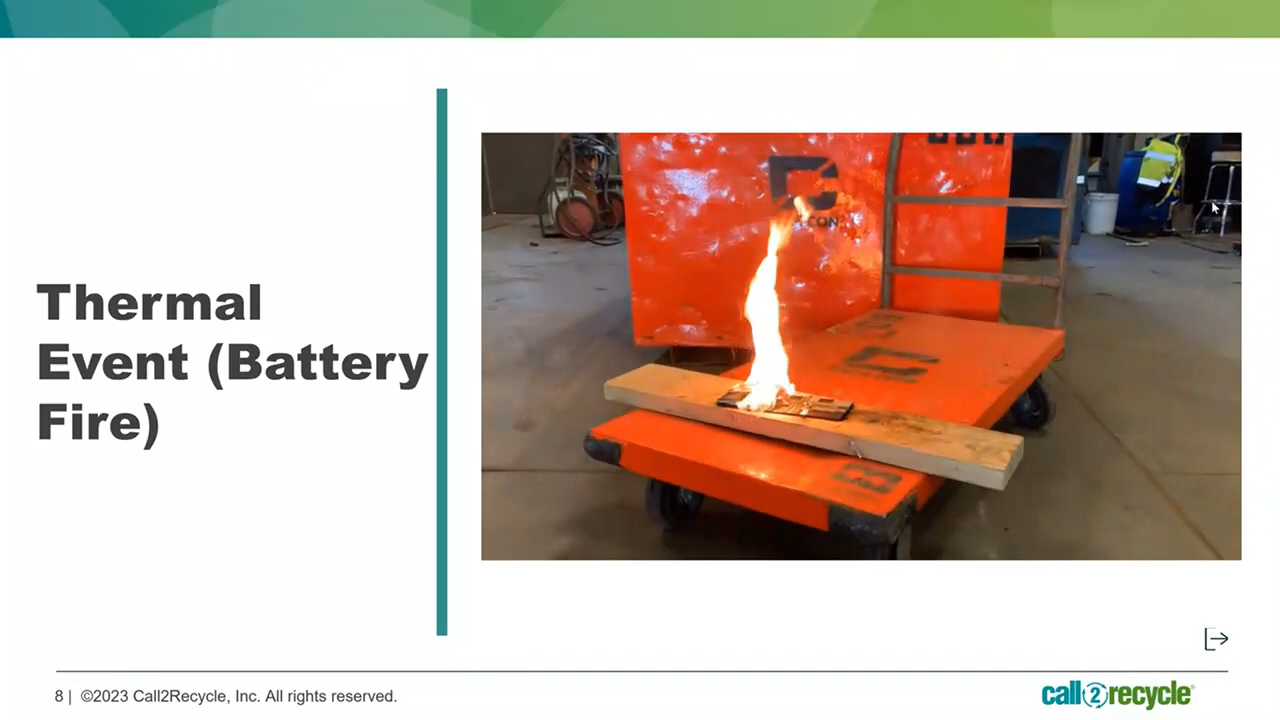 Thermal
Event (Battery
Fire)
8 | ©2023 Call2Recycle, Inc. All rights reserved.
call2recycle®